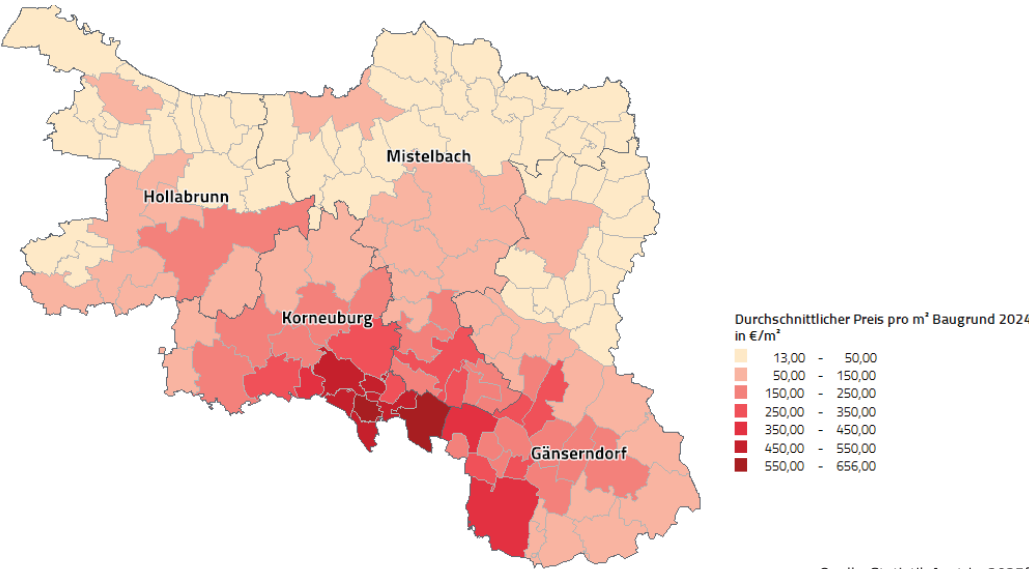 Mistelbach
Hollabrunn
Korneuburg
Gänserndorf
Durchschnittlicher Preis pro m² Baugrund 2024
in €/m²
13,00 - 50,00
50,00 - 150,00
150,00 - 250,00
250,00 - 350,00
350,00 - 450,00
450,00 - 550,00
550,00 - 656,00